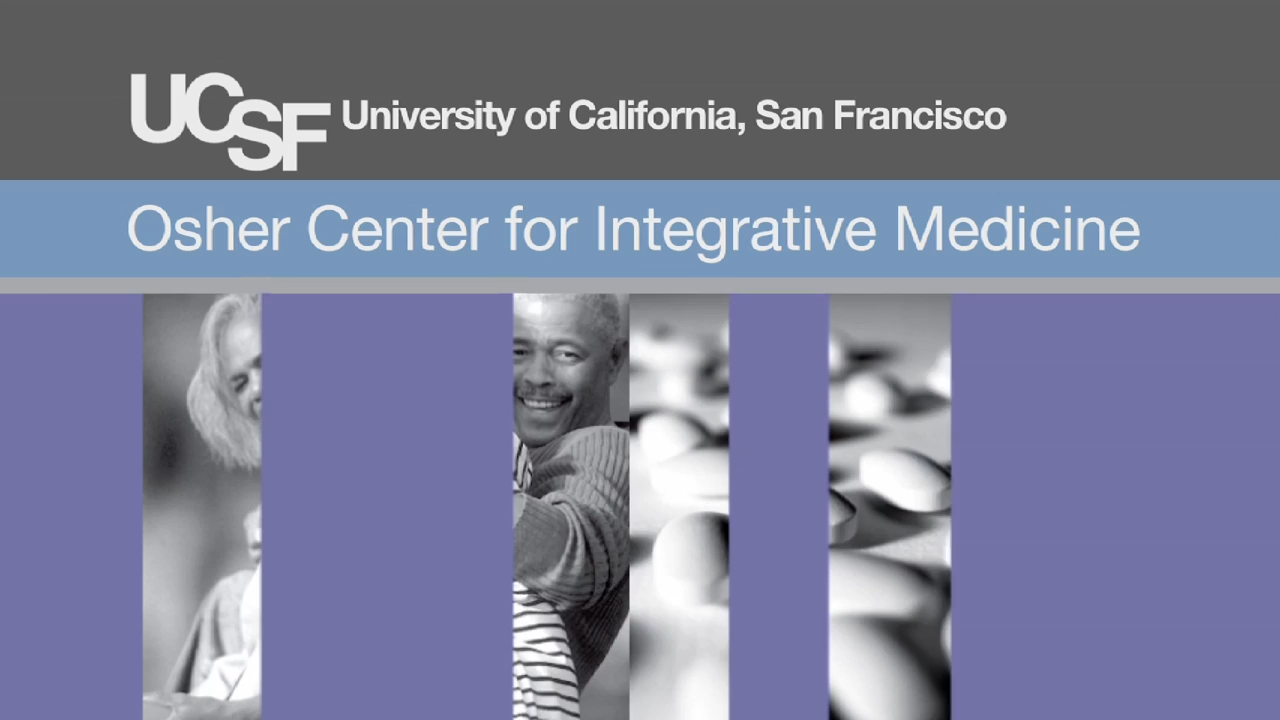 UCSF University of California, San Francisco
Osher Center for Integrative Medicine